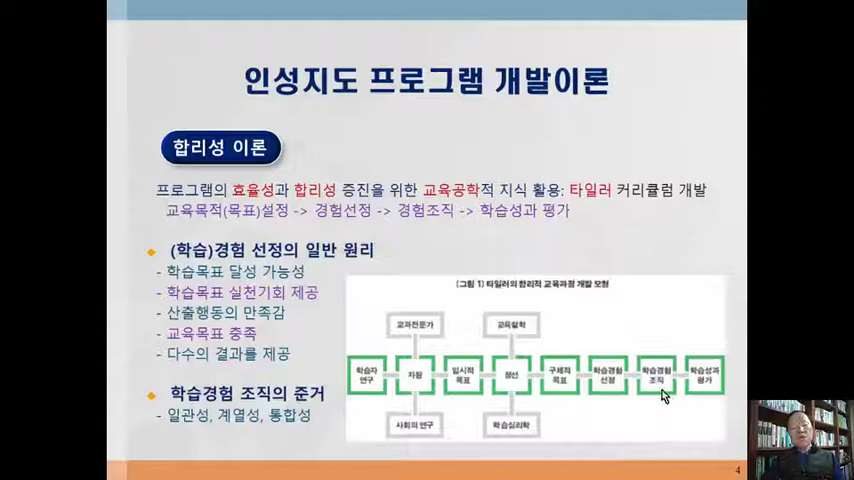 인성지도 프로그램 개발이론
합리성 이론
프로그램의 효율성과 합리성 증진을 위한 교육공학적 지식 활용: 타일러 커리큘럼 개발
교육목적(목표)설정 -> 경험선정 -> 경험조직 -> 학습성과 평가
(학습)경험 선정의 일반 원리
- 학습목표 달성 가능성
- 학습목표 실천기회 제공
- 산출행동의 만족감
- 교육목표 충족
- 다수의 결과를 제공
학습경험 조직의 준거
- 일관성, 계열성, 통합성
[그림 1] 타일러의 합리적 교육과정 개발 모형
교과전문가
교육철학
학습자
연구
자원
잠시적
목표
정선
구체적
목표
학습경험
선정
학습경험
조직
학습성과
평가
사회의 연구
학습심리학
4